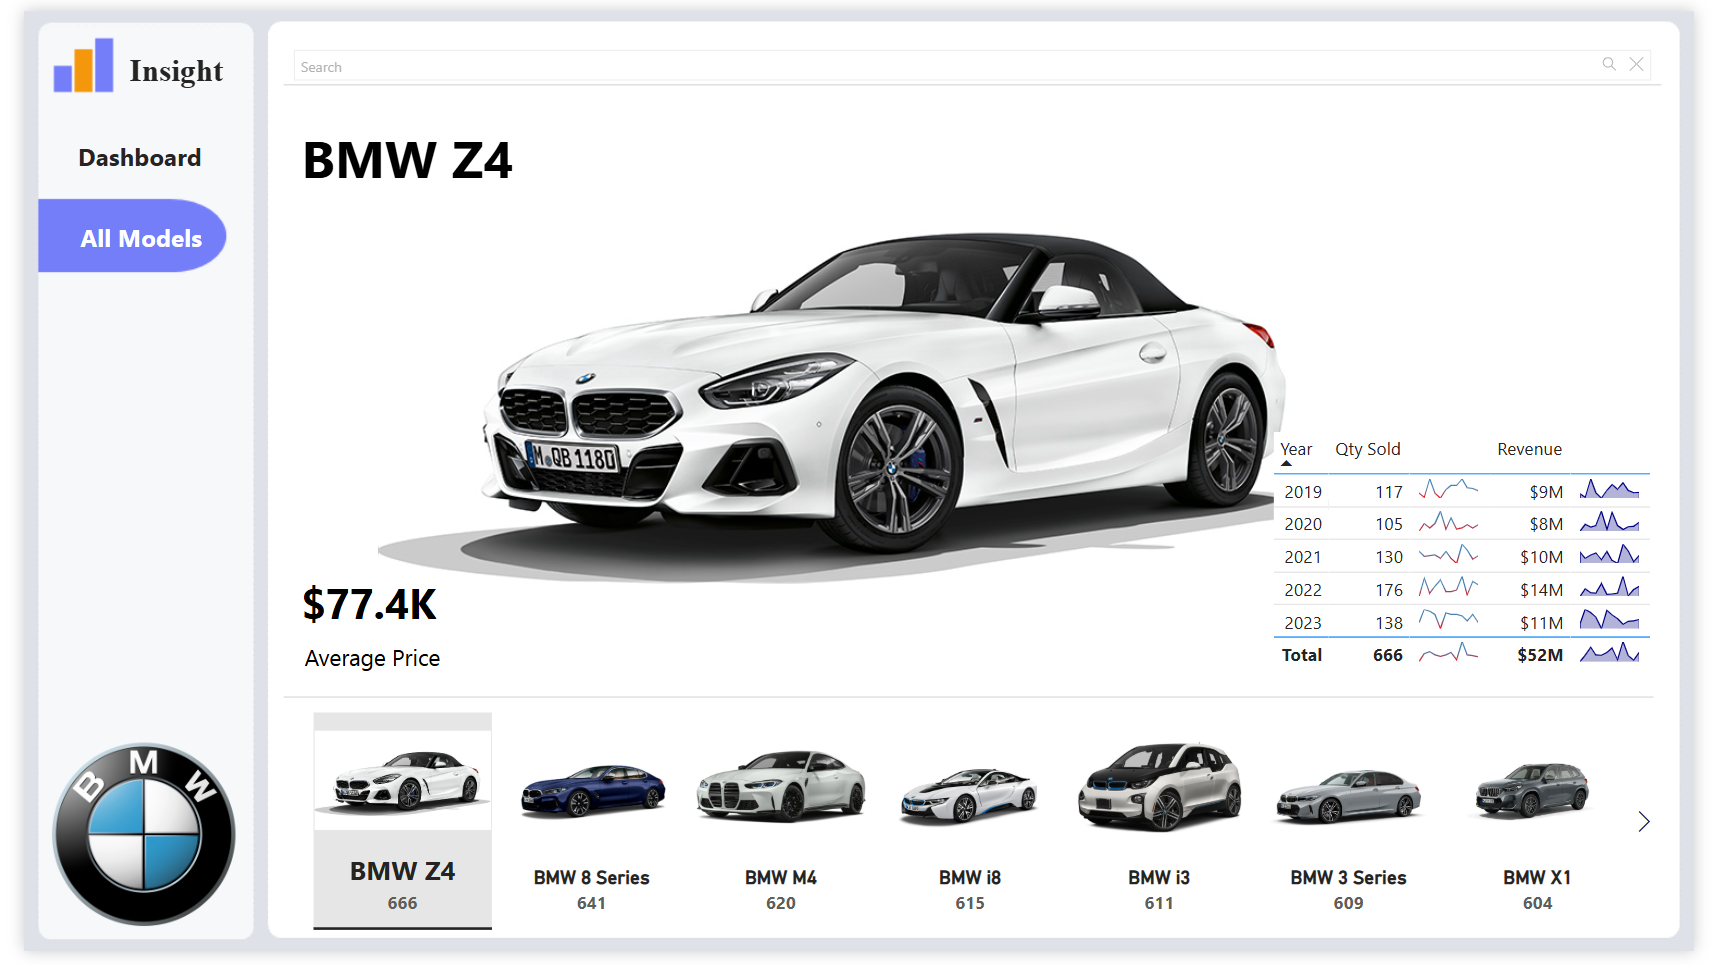 Insight
Dashboard
All Models
Search
BMW Z4
M QB 1180
$77.4K
Average Price
Year Qty Sold Revenue
2019 117 $9M
2020 105 $8M
2021 130 $10M
2022 176 $14M
2023 138 $11M
Total 666 $52M
BMW
BMW Z4
666
BMW 8 Series
641
BMW M4
620
BMW i8
615
BMW i3
611
BMW 3 Series
609
BMW X1
604